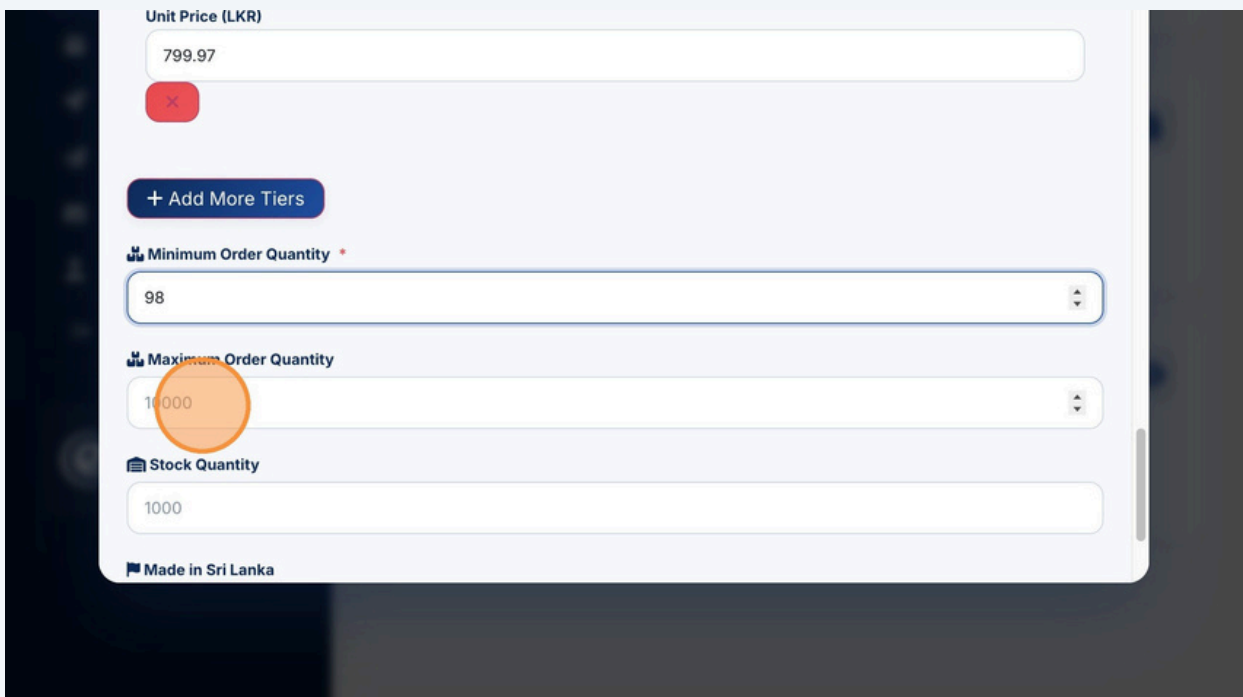 Unit Price (LKR)
799.97
×
+ Add More Tiers
Minimum Order Quantity *
98
Maximum Order Quantity
10000
Stock Quantity
1000
Made in Sri Lanka